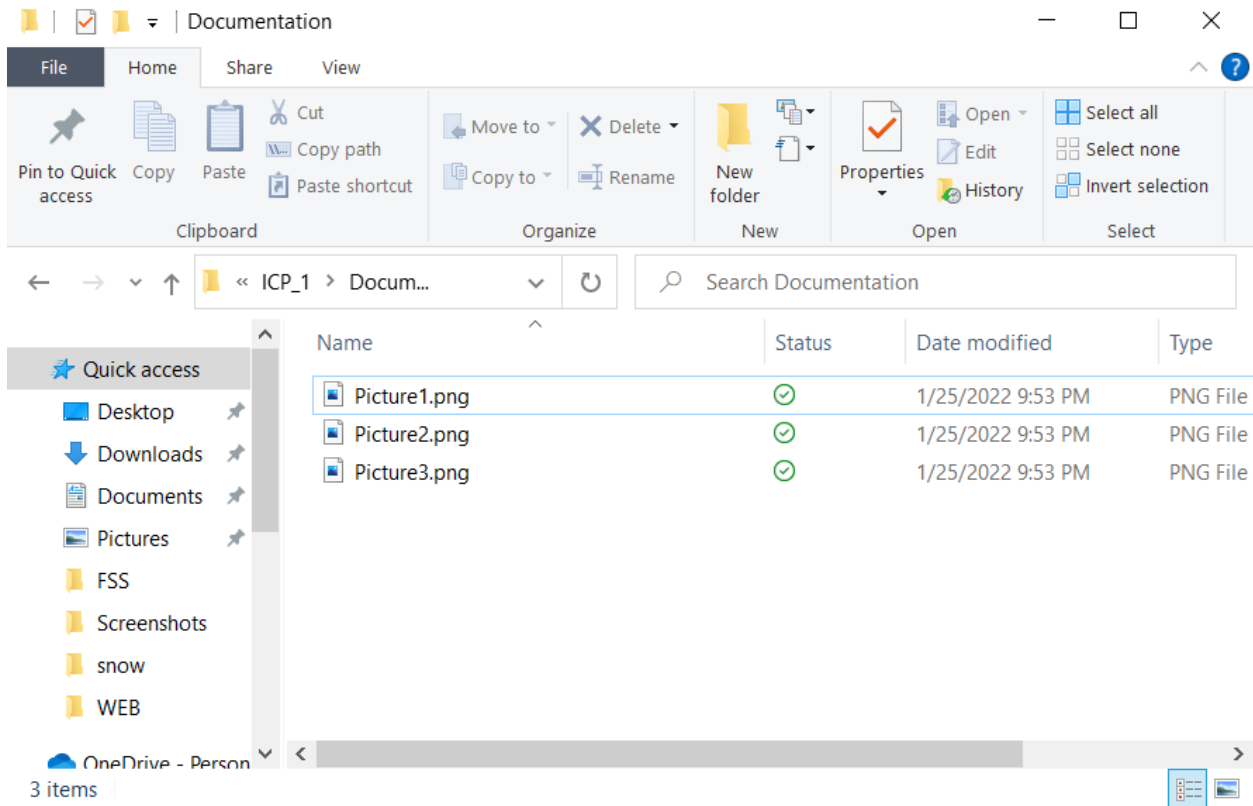 Documentation
File Home Share View
Pin to Quick access
Copy
Paste
Cut
Copy path
Paste shortcut
Clipboard
Move to
Copy to
Delete
Rename
Organize
New folder
New
Properties
Open
Edit
History
Open
Select all
Select none
Invert selection
Select
« ICP_1 > Docum...
Search Documentation
Quick access
Desktop
Downloads
Documents
Pictures
FSS
Screenshots
snow
WEB
OneDrive - Person
Name Status Date modified Type
Picture1.png 1/25/2022 9:53 PM PNG File
Picture2.png 1/25/2022 9:53 PM PNG File
Picture3.png 1/25/2022 9:53 PM PNG File
3 items